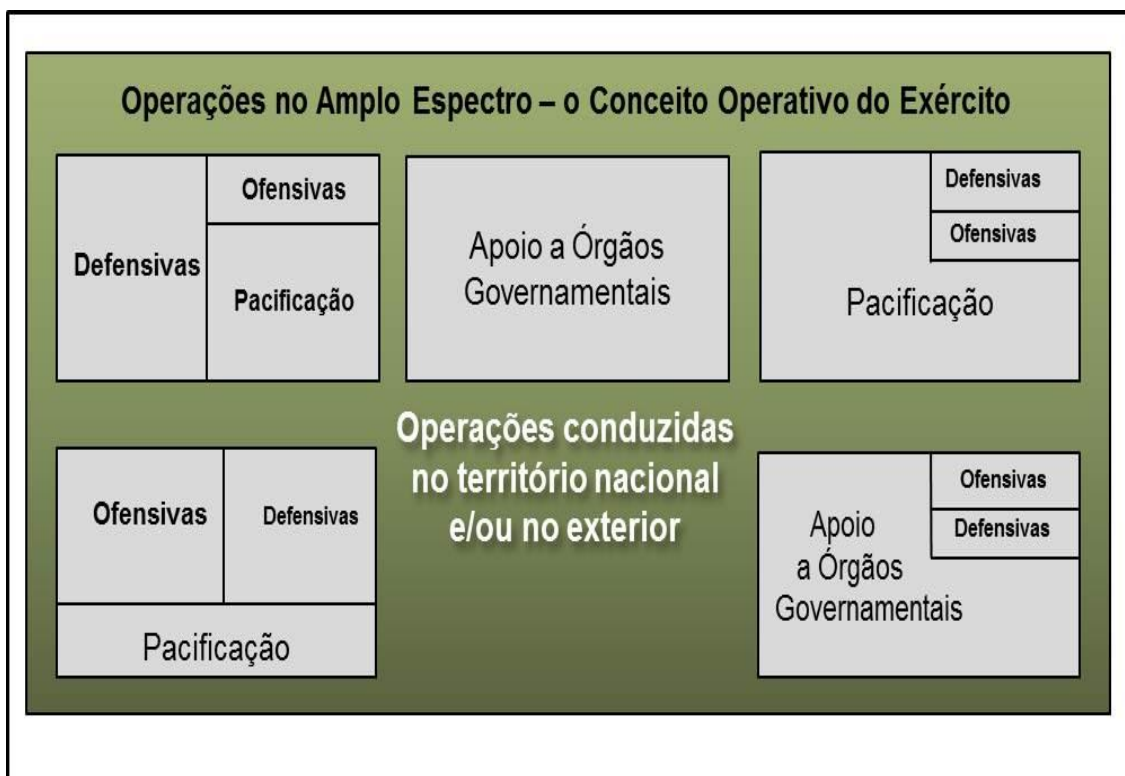 Operações no Amplo Espectro – o Conceito Operativo do Exército
Defensivas
Ofensivas
Pacificação
Apoio a Órgãos
Governamentais
Defensivas
Ofensivas
Pacificação
Operações conduzidas
no território nacional
e/ou no exterior
Ofensivas
Defensivas
Pacificação
Ofensivas
Defensivas
Apoio
a Órgãos
Governamentais